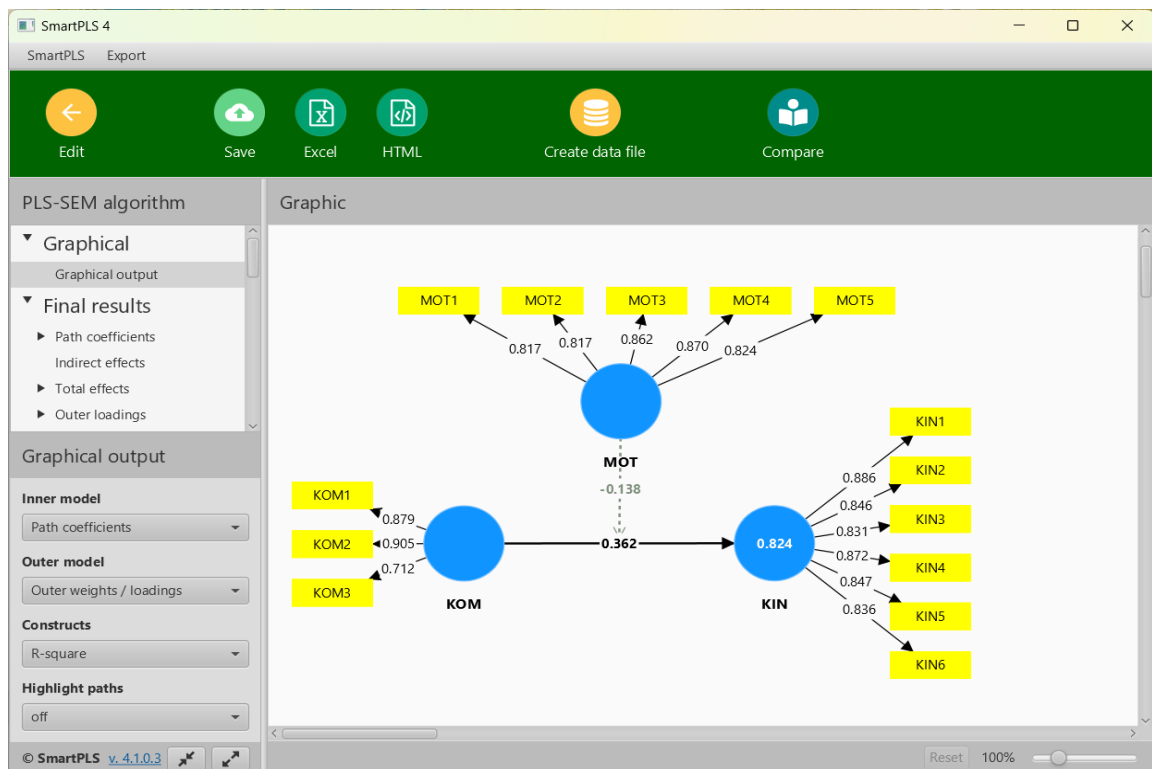 SmartPLS 4
SmartPLS Export
Edit Save Excel HTML Create data file Compare
PLS-SEM algorithm
Graphical
Graphical output
Final results
Path coefficients
Indirect effects
Total effects
Outer loadings
Graphical output
Inner model
Path coefficients
Outer model
Outer weights / loadings
Constructs
R-square
Highlight paths
off
© SmartPLS v. 4.1.0.3
Graphic
MOT1 MOT2 MOT3 MOT4 MOT5
0.817 0.817 0.862 0.870 0.824
MOT
-0.138
KOM1
0.879
KOM2
0.905
KOM3
0.712
KOM
0.362
0.824
KIN
KIN1
0.886
KIN2
0.846
KIN3
0.831
KIN4
0.872
KIN5
0.847
KIN6
0.836
Reset 100%